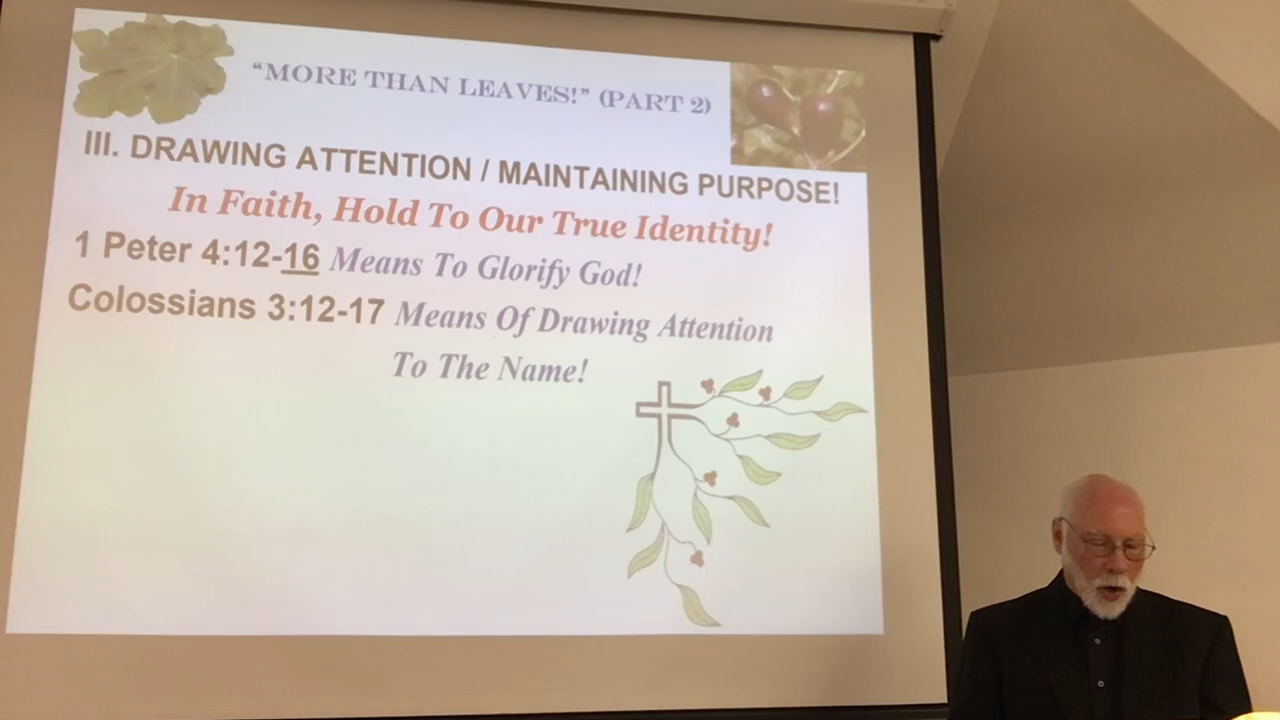 “MORE THAN LEAVES!” (PART 2)
III. DRAWING ATTENTION / MAINTAINING PURPOSE!
In Faith, Hold To Our True Identity!
1 Peter 4:12-16 Means To Glorify God!
Colossians 3:12-17 Means Of Drawing Attention
To The Name!